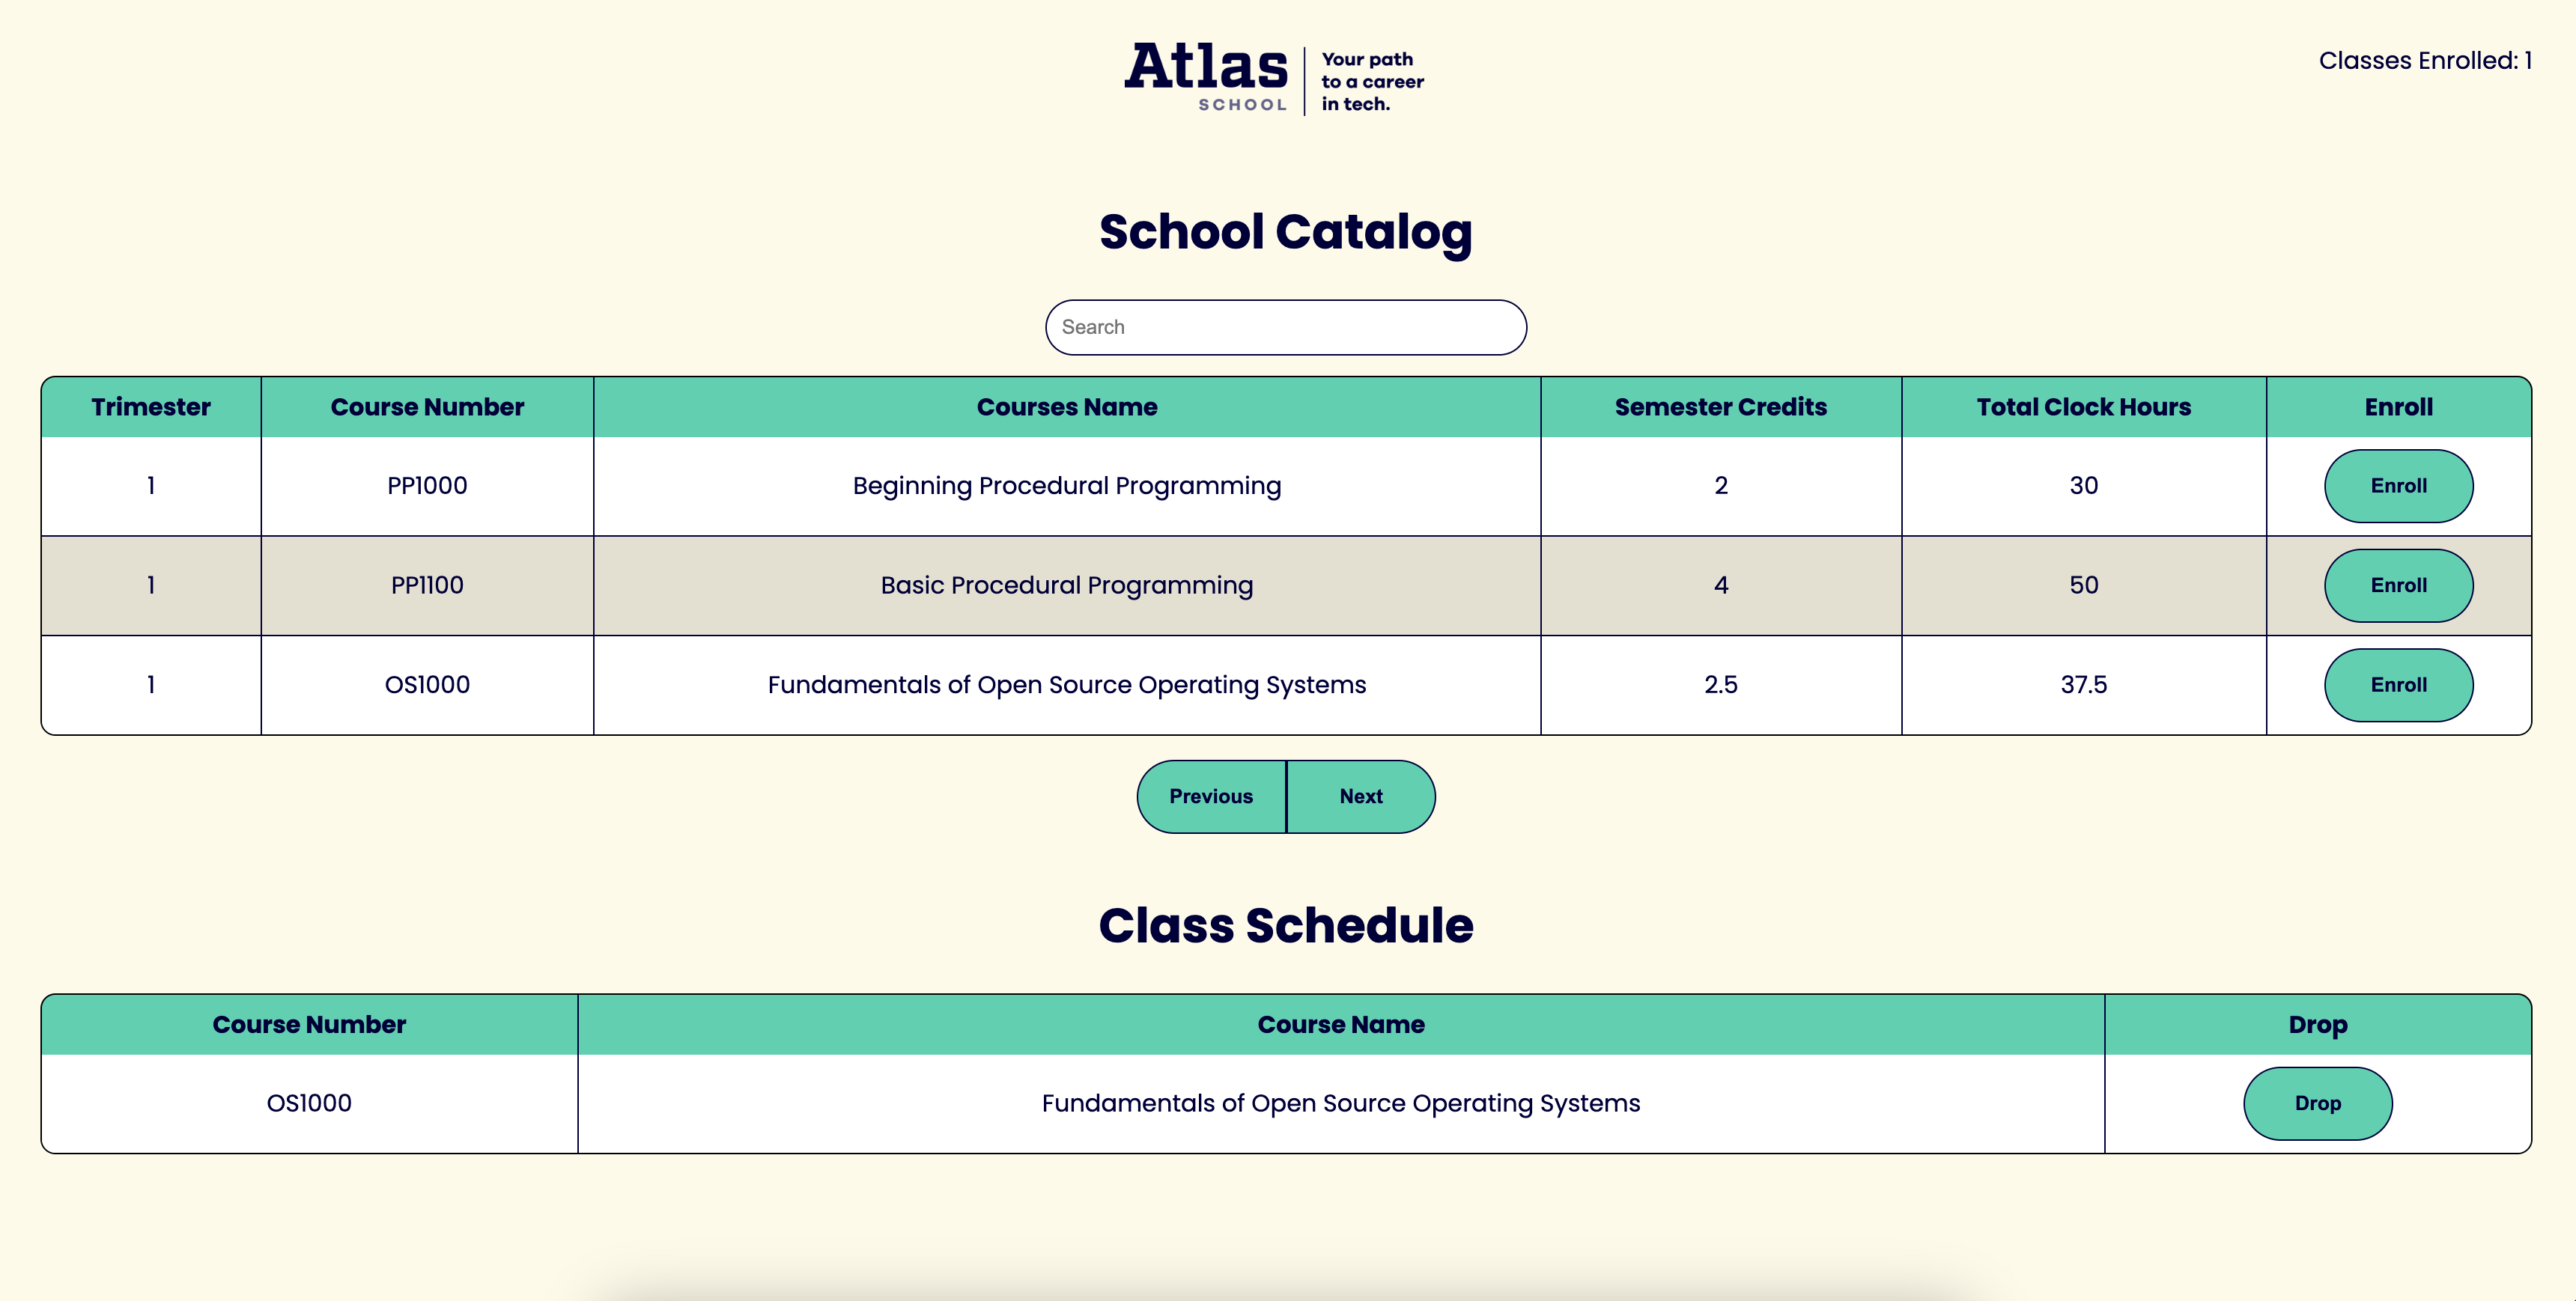 Atlas
SCHOOL
Your path
to a career
in tech.
Classes Enrolled: 1
School Catalog
Search
Trimester Course Number Courses Name Semester Credits Total Clock Hours Enroll
1 PP1000 Beginning Procedural Programming 2 30 Enroll
1 PP1100 Basic Procedural Programming 4 50 Enroll
1 OS1000 Fundamentals of Open Source Operating Systems 2.5 37.5 Enroll
Previous Next
Class Schedule
Course Number Course Name Drop
OS1000 Fundamentals of Open Source Operating Systems Drop